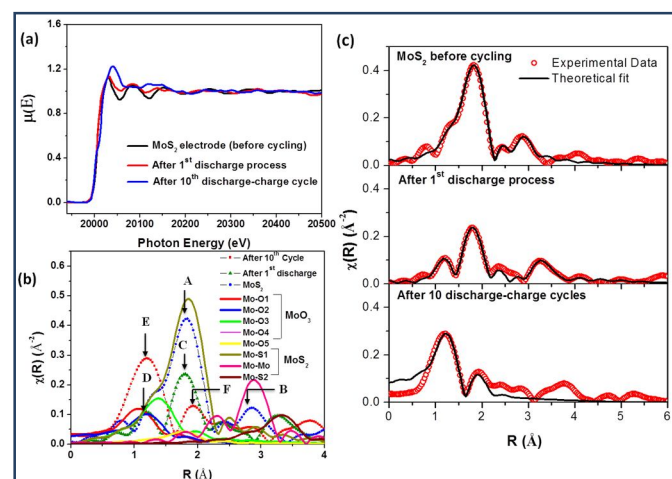 (a)
μ(E)
1.6
1.2
0.8
0.4
0.0
MoS2 electrode (before cycling)
After 1st discharge process
After 10th discharge-charge cycle
20000 20100 20200 20300 20400 20500
Photon Energy (eV)
(b)
χ(R) (Å-2)
0.6
0.5
0.4
0.3
0.2
0.1
0.0
A
E
C
D
F
B
After 10th Cycle
After 1st discharge
MoS2
Mo-O1
Mo-O2
Mo-O3
Mo-O4
Mo-O5
Mo-S1
Mo-Mo
Mo-S2
MoO3
MoS2
0 1 2 3 4
R (Å)
(c)
χ(R) (Å-2)
MoS2 before cycling
Experimental Data
Theoretical fit
0.4
0.2
0.0
After 1st discharge process
0.4
0.2
0.0
After 10 discharge-charge cycles
0.4
0.2
0.0
0 1 2 3 4 5 6
R (Å)